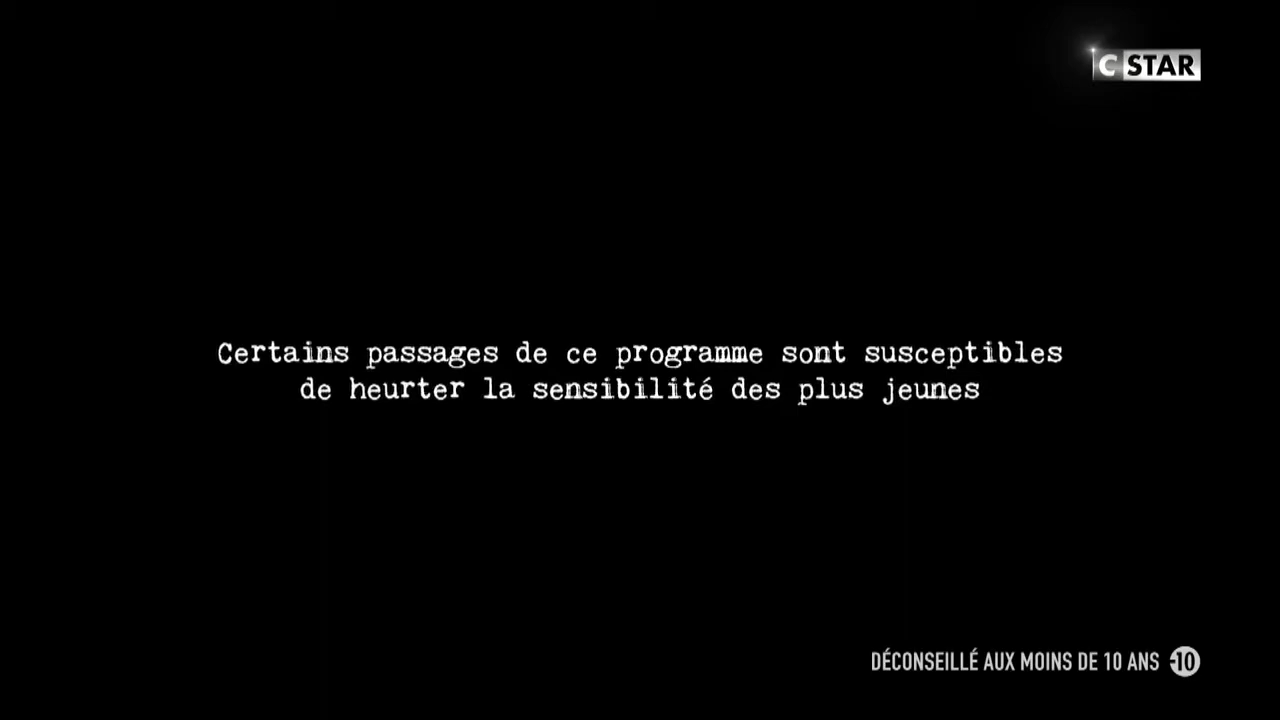 C STAR
Certains passages de ce programme sont susceptibles
de heurter la sensibilité des plus jeunes
DÉCONSEILLÉ AUX MOINS DE 10 ANS -10